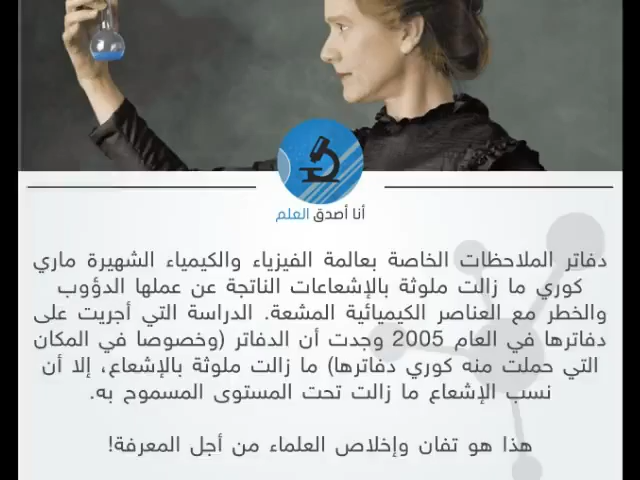 أنا أصدق العلم
دفاتر الملاحظات الخاصة بعالمة الفيزياء والكيمياء الشهيرة ماري
كوري ما زالت ملوثة بالإشعاعات الناتجة عن عملها الدؤوب
والخطر مع العناصر الكيميائية المشعة. الدراسة التي أجريت على
دفاترها في العام 2005 وجدت أن الدفاتر (وخصوصا في المكان
التي حملت منه كوري دفاترها) ما زالت ملوثة بالإشعاع، إلا أن
نسب الإشعاع ما زالت تحت المستوى المسموح به.
هذا هو تفان وإخلاص العلماء من أجل المعرفة!